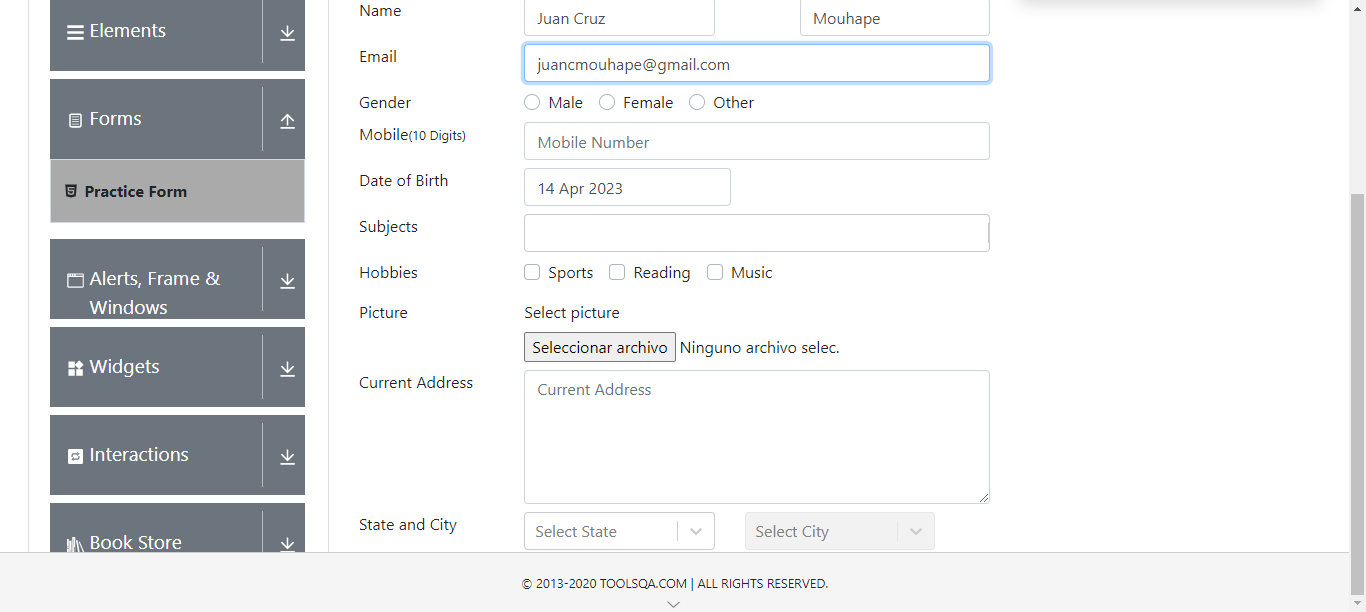 Elements
Forms
Practice Form
Alerts, Frame &
Windows
Widgets
Interactions
Book Store
Name
Juan Cruz
Mouhape
Email
juancmouhape@gmail.com
Gender
Male
Female
Other
Mobile(10 Digits)
Mobile Number
Date of Birth
14 Apr 2023
Subjects
Hobbies
Sports
Reading
Music
Picture
Select picture
Seleccionar archivo Ninguno archivo selec.
Current Address
Current Address
State and City
Select State
Select City
© 2013-2020 TOOLSQA.COM | ALL RIGHTS RESERVED.